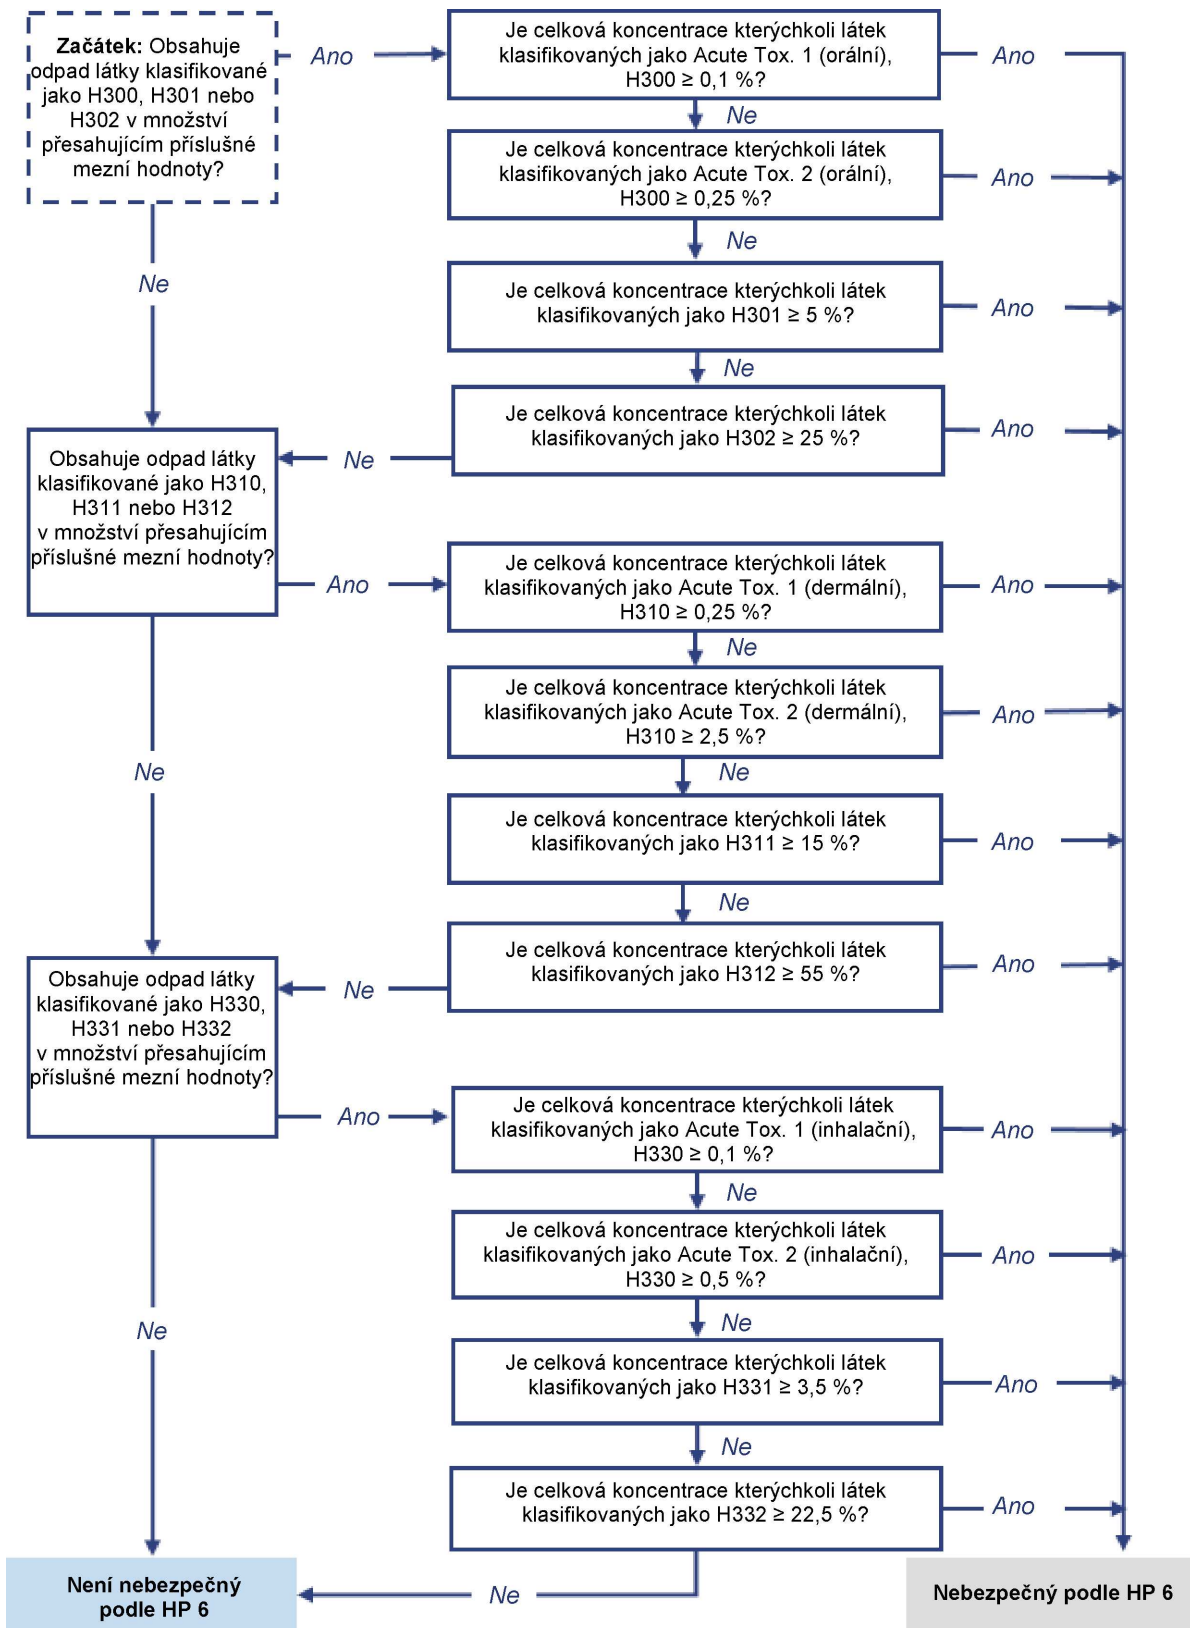 Začátek: Obsahuje
odpad látky klasifikované
jako H300, H301 nebo
H302 v množství
přesahujícím příslušné
mezní hodnoty?
Ano
Je celková koncentrace kterýchkoli látek
klasifikovaných jako Acute Tox. 1 (orální),
H300 ≥ 0,1 %?
Ano
Ne
Je celková koncentrace kterýchkoli látek
klasifikovaných jako Acute Tox. 2 (orální),
H300 ≥ 0,25 %?
Ano
Ne
Ne
Je celková koncentrace kterýchkoli látek
klasifikovaných jako H301 ≥ 5 %?
Ano
Ne
Je celková koncentrace kterýchkoli látek
klasifikovaných jako H302 ≥ 25 %?
Ano
Ne
Obsahuje odpad látky
klasifikované jako H310,
H311 nebo H312
v množství přesahujícím
příslušné mezní hodnoty?
Ano
Je celková koncentrace kterýchkoli látek
klasifikovaných jako Acute Tox. 1 (dermální),
H310 ≥ 0,25 %?
Ano
Ne
Je celková koncentrace kterýchkoli látek
klasifikovaných jako Acute Tox. 2 (dermální),
H310 ≥ 2,5 %?
Ano
Ne
Ne
Je celková koncentrace kterýchkoli látek
klasifikovaných jako H311 ≥ 15 %?
Ano
Ne
Je celková koncentrace kterýchkoli látek
klasifikovaných jako H312 ≥ 55 %?
Ano
Ne
Obsahuje odpad látky
klasifikované jako H330,
H331 nebo H332
v množství přesahujícím
příslušné mezní hodnoty?
Ano
Je celková koncentrace kterýchkoli látek
klasifikovaných jako Acute Tox. 1 (inhalační),
H330 ≥ 0,1 %?
Ano
Ne
Je celková koncentrace kterýchkoli látek
klasifikovaných jako Acute Tox. 2 (inhalační),
H330 ≥ 0,5 %?
Ano
Ne
Ne
Je celková koncentrace kterýchkoli látek
klasifikovaných jako H331 ≥ 3,5 %?
Ano
Ne
Je celková koncentrace kterýchkoli látek
klasifikovaných jako H332 ≥ 22,5 %?
Ano
Ne
Není nebezpečný
podle HP 6
Nebezpečný podle HP 6